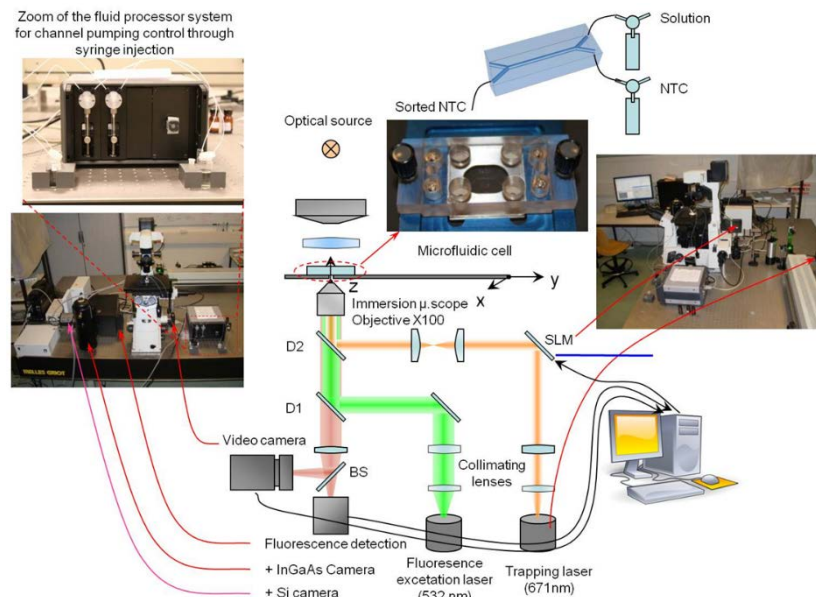 Zoom of the fluid processor system
for channel pumping control through
syringe injection
Solution
NTC
Sorted NTC
Optical source
Microfluidic cell
z
y
x
Immersion µ.scope
Objective X100
SLM
D2
D1
Video camera
BS
Collimating
lenses
Fluorescence detection
+ InGaAs Camera
+ Si camera
Fluoresence
excetation laser
(532 nm)
Trapping laser
(671nm)